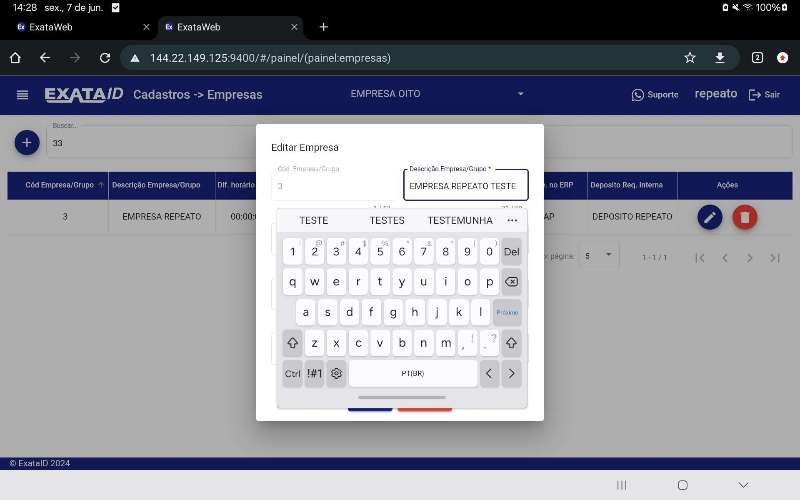 14:28 sex., 7 de jun. 100%
Ex ExataWeb
Ex ExataWeb
144.22.149.125:9400/#/painel/(painel:empresas)
2
EXATAID Cadastros -> Empresas EMPRESA OITO Suporte repeato Sair
Buscar..
33
Cód Empresa/Grupo Descrição Empresa/Grupo Dif. horário no ERP Deposito Req. Interna Ações
3 EMPRESA REPEATO DEPOSITO REPEATO
página: 5 1 - 1 / 1
Editar Empresa
Cód. Empresa/Grupo
3
Descrição Empresa/Grupo *
EMPRESA REPEATO TESTE
TESTE TESTES TESTEMUNHA ...
1 2 3 4 5 6 7 8 9 0 Del
q w e r t y u i o p
a s d f g h j k l Próximo
z x c v b n m , ! . ?
Ctrl !#1 PT(BR) < >
© ExataID 2024